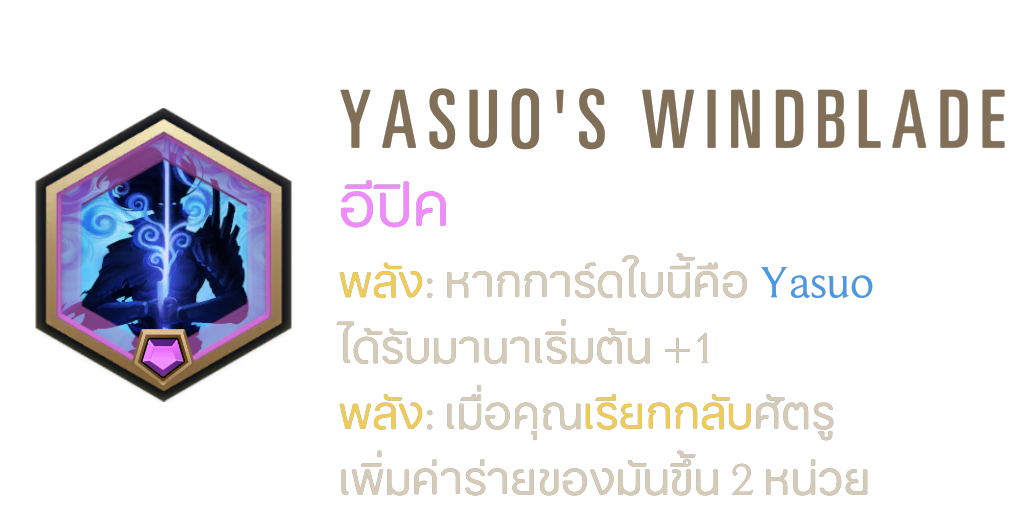 YASUO'S WINDBLADE
อีปิค
พลัง: หากการ์ดใบนี้คือ Yasuo
ได้รับมานาเริ่มต้น +1
พลัง: เมื่อคุณเรียกกลับศัตรู
เพิ่มค่าร่ายของมันขึ้น 2 หน่วย